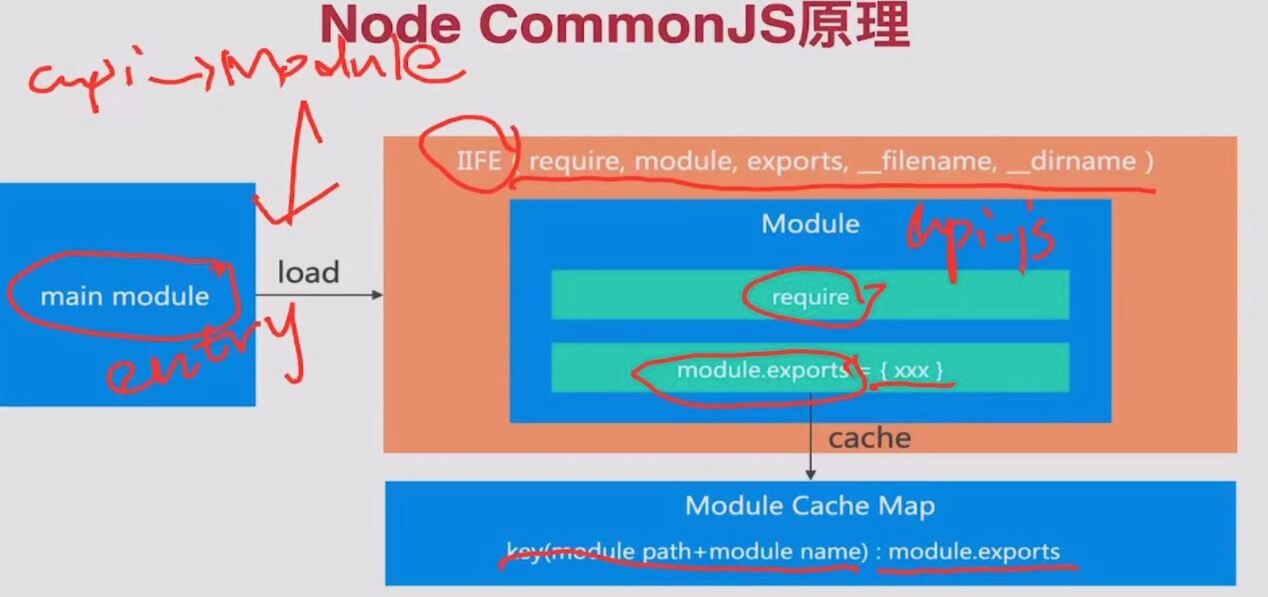 Node CommonJS原理
api→Module
IIFE ( require, module, exports, __filename, __dirname )
Module
api.js
load
main module
require
entry
module.exports = { xxx }
cache
Module Cache Map
key(module path+module name) : module.exports